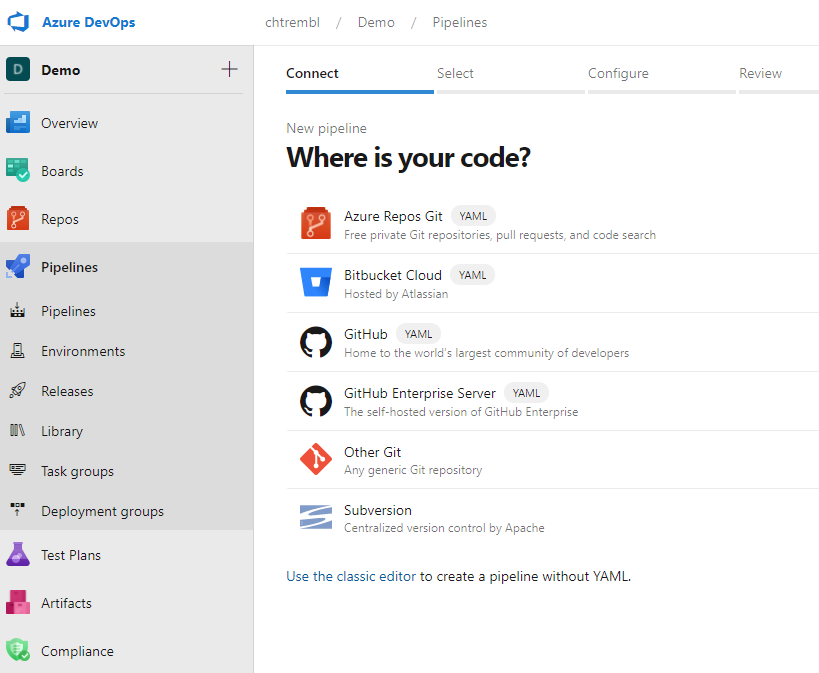 Azure DevOps
chtrembl / Demo / Pipelines
D Demo
Overview
Boards
Repos
Pipelines
Pipelines
Environments
Releases
Library
Task groups
Deployment groups
Test Plans
Artifacts
Compliance
Connect Select Configure Review
New pipeline
Where is your code?
Azure Repos Git YAML
Free private Git repositories, pull requests, and code search
Bitbucket Cloud YAML
Hosted by Atlassian
GitHub YAML
Home to the world's largest community of developers
GitHub Enterprise Server YAML
The self-hosted version of GitHub Enterprise
Other Git
Any generic Git repository
Subversion
Centralized version control by Apache
Use the classic editor to create a pipeline without YAML.